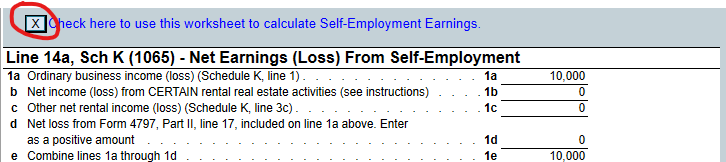 X Check here to use this worksheet to calculate Self-Employment Earnings.
Line 14a, Sch K (1065) - Net Earnings (Loss) From Self-Employment
1a Ordinary business income (loss) (Schedule K, line 1) . . . . . . . . . . . . . 1a 10,000
b Net income (loss) from CERTAIN rental real estate activities (see instructions) . . . . 1b 0
c Other net rental income (loss) (Schedule K, line 3c) . . . . . . . . . . . . . . 1c 0
d Net loss from Form 4797, Part II, line 17, included on line 1a above. Enter
as a positive amount . . . . . . . . . . . . . . . . . . . . . . 1d 0
e Combine lines 1a through 1d . . . . . . . . . . . . . . . . . . . . 1e 10,000